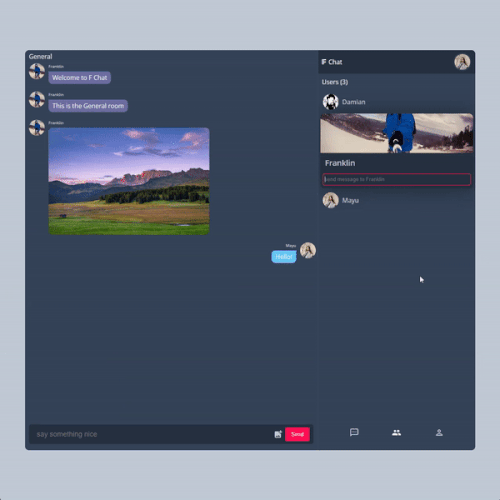 General
Franklin
Welcome to F Chat
Franklin
This is the General room
Franklin
Mayu
Hello!
say something nice
Send
F Chat
Users (3)
Damian
Franklin
Send message to Franklin
Mayu